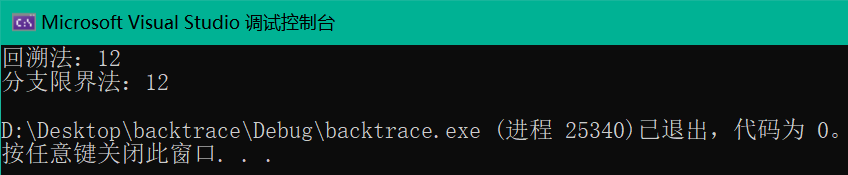 Microsoft Visual Studio 调试控制台
回溯法：12
分支限界法：12
D:\Desktop\backtrace\Debug\backtrace.exe (进程 25340)已退出，代码为 0。
按任意键关闭此窗口. . .